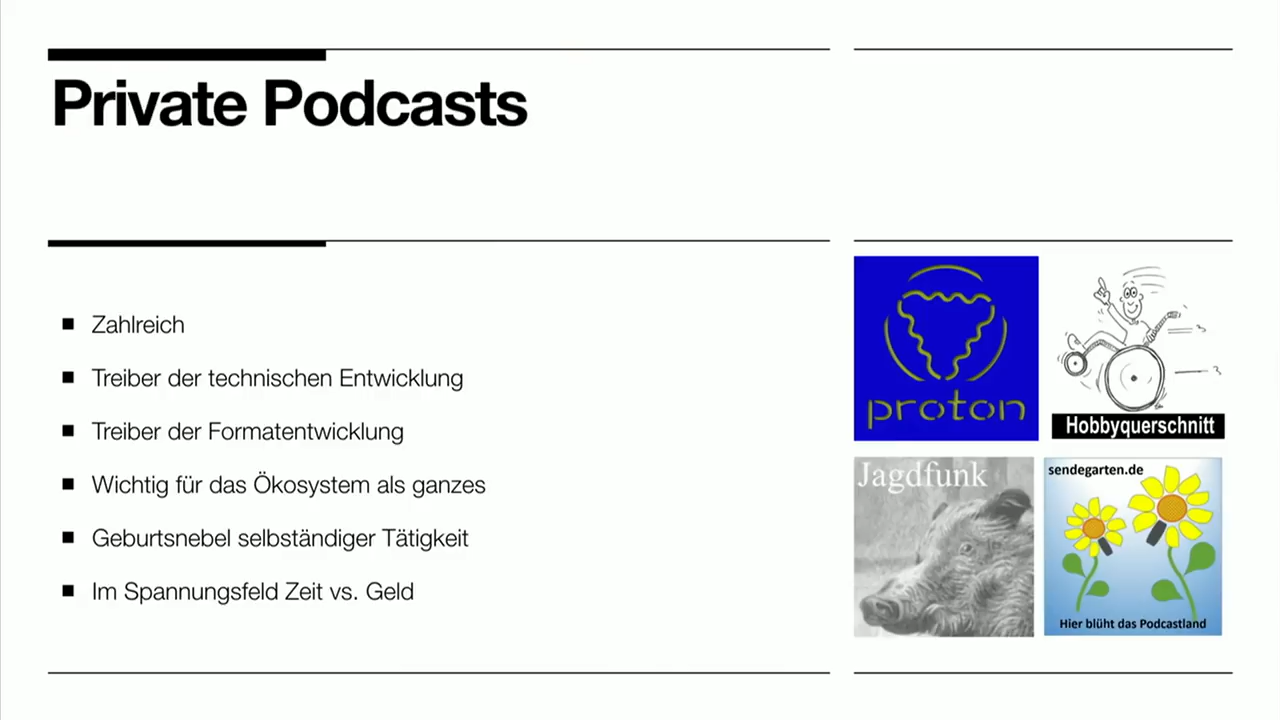 Private Podcasts
Zahlreich
Treiber der technischen Entwicklung
Treiber der Formatentwicklung
Wichtig für das Ökosystem als ganzes
Geburtsnebel selbständiger Tätigkeit
Im Spannungsfeld Zeit vs. Geld
proton
Hobbyquerschnitt
Jagdfunk
sendegarten.de
Hier blüht das Podcastland